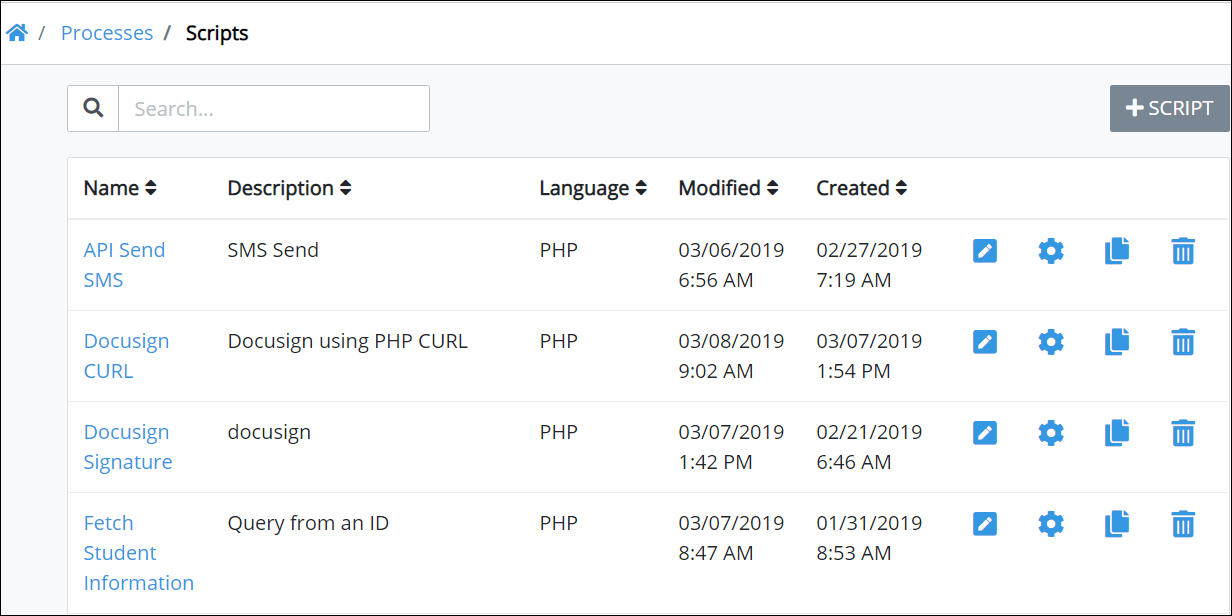 / Processes / Scripts
Search...
SCRIPT
Name Description Language Modified Created
API Send SMS Send PHP 03/06/2019 02/27/2019
SMS 6:56 AM 7:19 AM
Docusign Docusign using PHP CURL PHP 03/08/2019 03/07/2019
CURL 9:02 AM 1:54 PM
Docusign docusign PHP 03/07/2019 02/21/2019
Signature 1:42 PM 6:46 AM
Fetch Query from an ID PHP 03/07/2019 01/31/2019
Student 8:47 AM 8:53 AM
Information